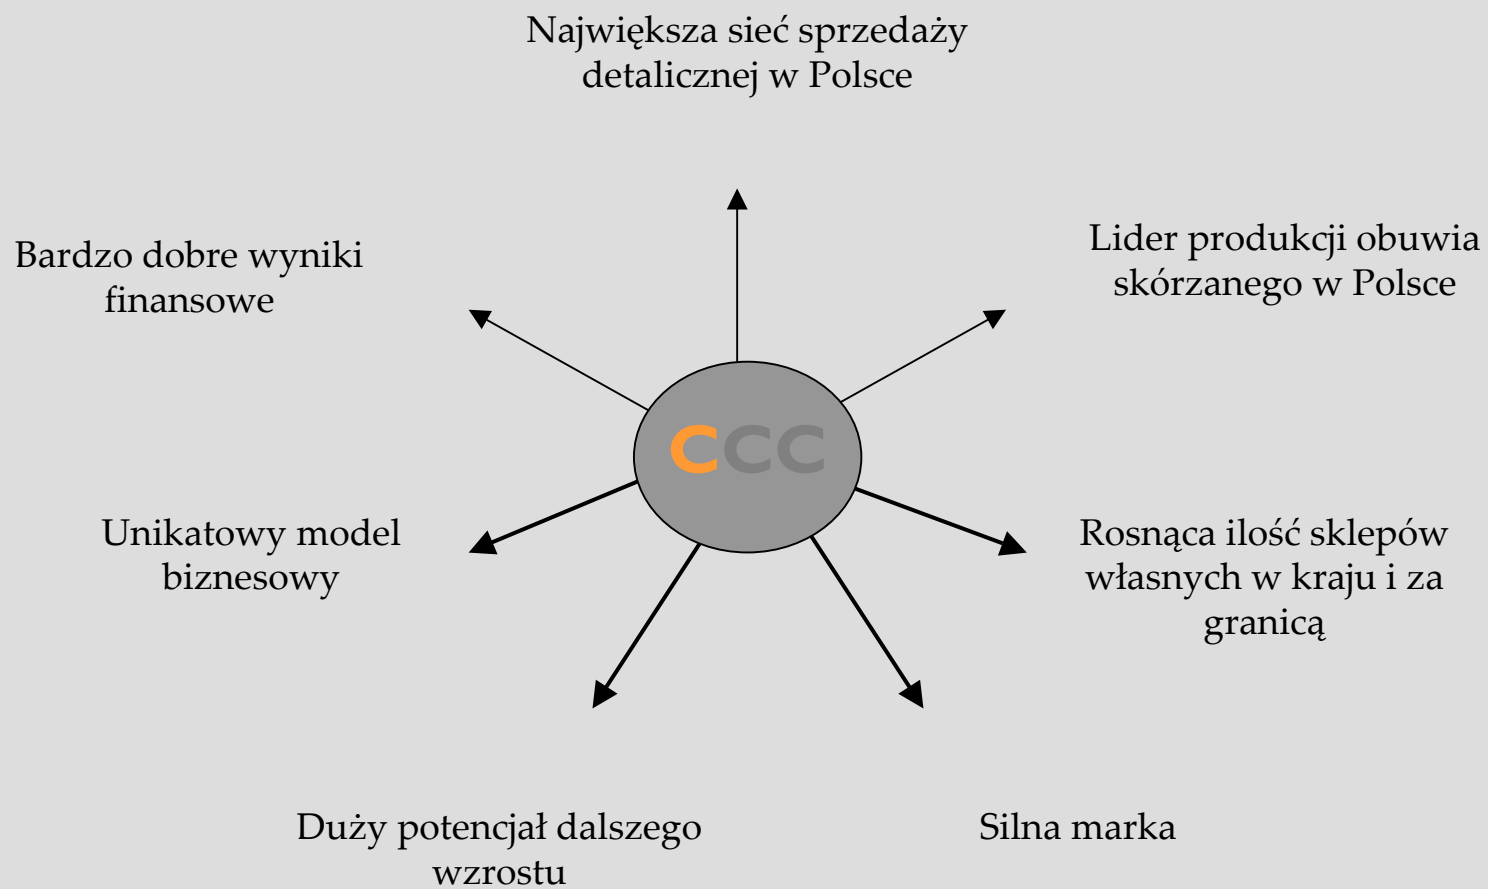 Największa sieć sprzedaży
detalicznej w Polsce
Bardzo dobre wyniki
finansowe
Lider produkcji obuwia
skórzanego w Polsce
CCC
Unikatowy model
biznesowy
Rosnąca ilość sklepów
własnych w kraju i za
granicą
Duży potencjał dalszego
wzrostu
Silna marka